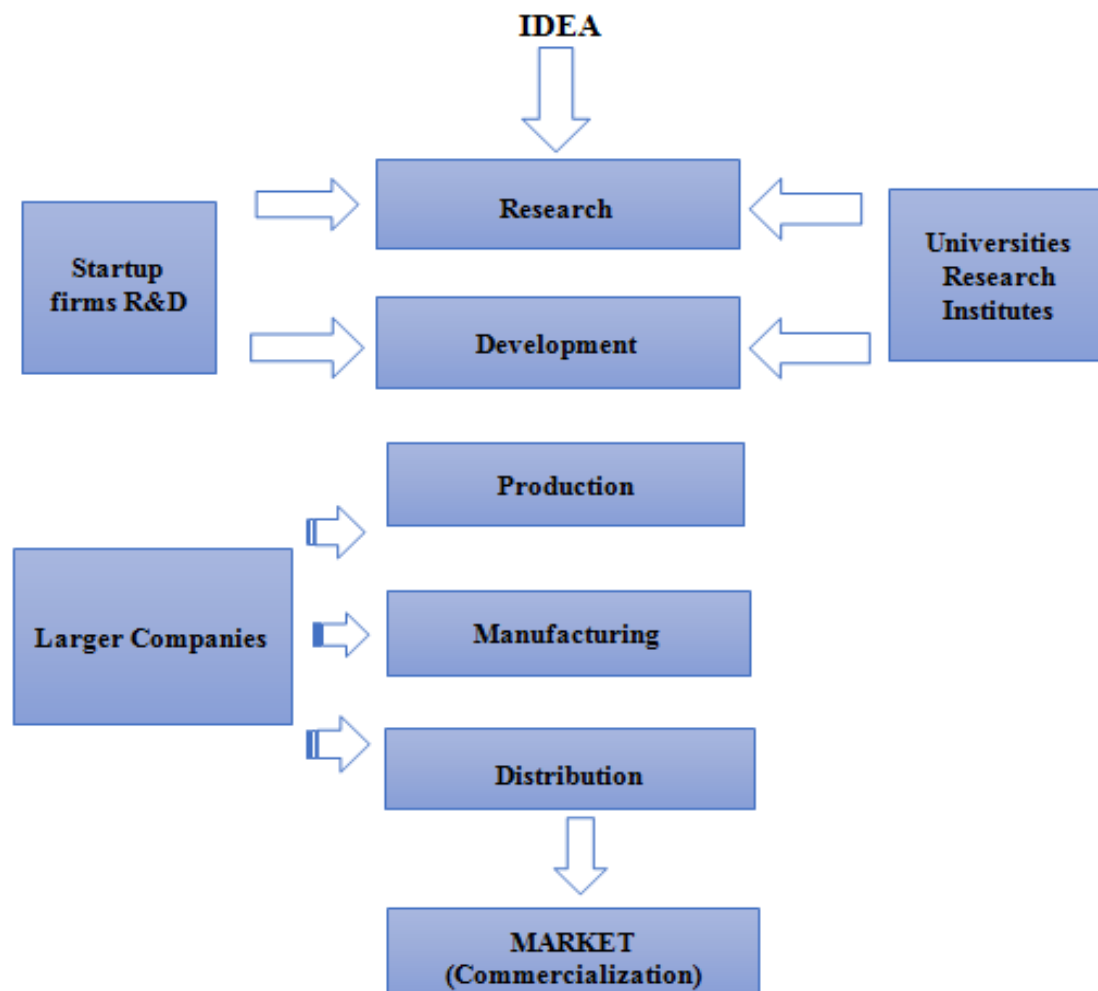 IDEA
Research
Startup
firms R&D
Universities
Research
Institutes
Development
Production
Larger Companies
Manufacturing
Distribution
MARKET
(Commercialization)